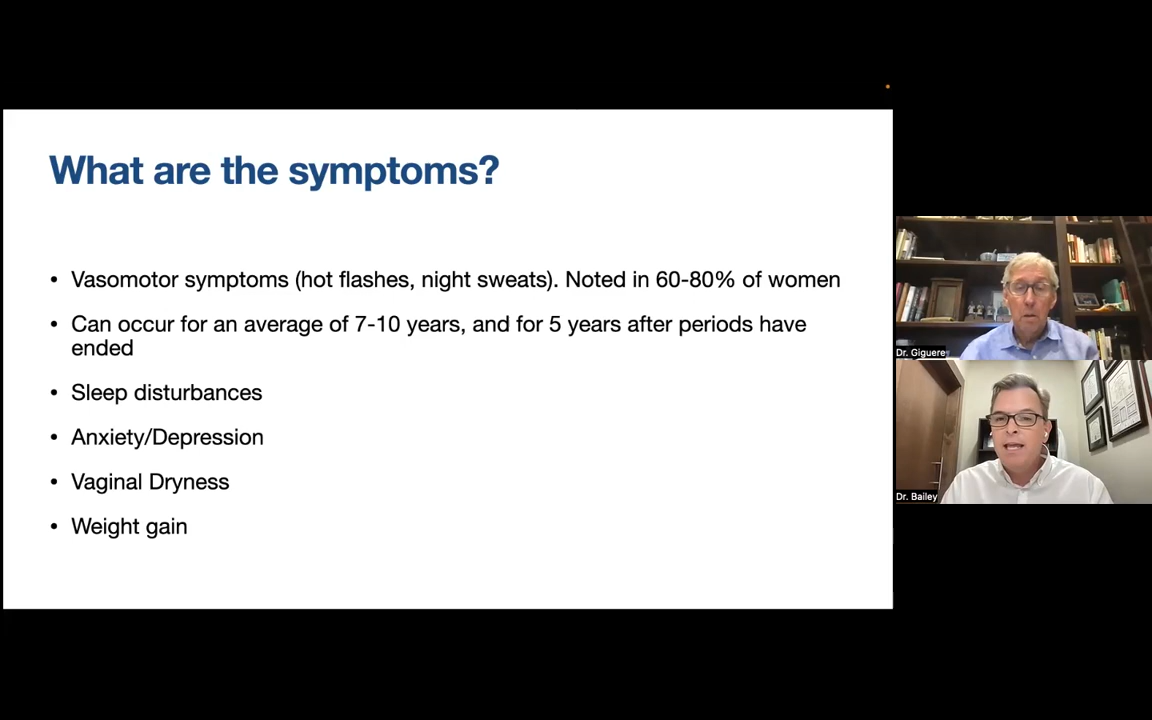 What are the symptoms?
• Vasomotor symptoms (hot flashes, night sweats). Noted in 60-80% of women
• Can occur for an average of 7-10 years, and for 5 years after periods have
ended
• Sleep disturbances
• Anxiety/Depression
• Vaginal Dryness
• Weight gain
Dr. Giguere
Dr. Bailey